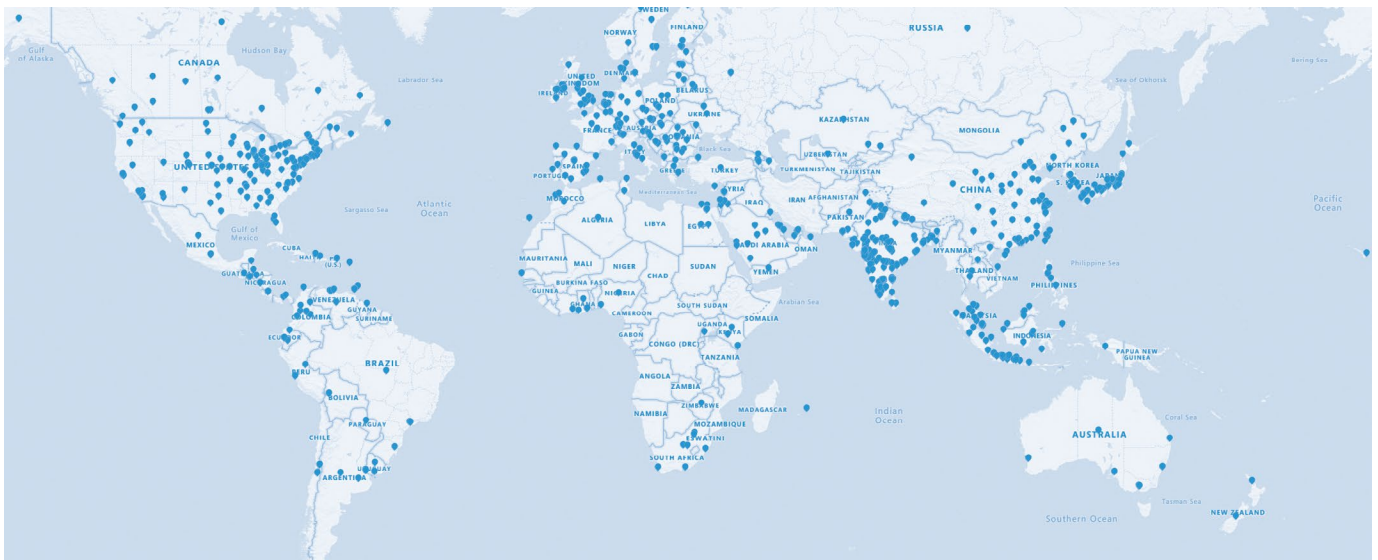 SWEDEN
FINLAND
NORWAY
RUSSIA
Gulf
of Alaska
Hudson Bay
CANADA
Bering Sea
Labrador Sea
DENMARK
UNITED
KINGDOM
IRELAND
BELARUS
Sea of Okhotsk
POLAND
UKRAINE
KAZAKHSTAN
FRANCE
AUSTRIA
MONGOLIA
Black Sea
UZBEKISTAN
UNITED STATES
SPAIN
PORTUGAL
TURKEY
TURKMENISTAN
TAJIKISTAN
NORTH KOREA
S. KOREA
JAPAN
CHINA
Mediterranean Sea
SYRIA
IRAQ
IRAN
AFGHANISTAN
Atlantic
Ocean
Sargasso Sea
MOROCCO
Pacific
Ocean
ALGERIA
LIBYA
EGYPT
PAKISTAN
Gulf of
Mexico
MEXICO
CUBA
SAUDI ARABIA
OMAN
MYANMAR
MAURITANIA
MALI
NIGER
CHAD
SUDAN
YEMEN
THAILAND
VIETNAM
Philippine Sea
PHILIPPINES
(U.S.)
GUATEMALA
NICARAGUA
BURKINA FASO
GUINEA
NIGERIA
GHANA
Arabian Sea
VENEZUELA
GUYANA
SURINAME
COLOMBIA
CAMEROON
SOUTH SUDAN
SOMALIA
ECUADOR
GABON
UGANDA
KENYA
CONGO (DRC)
TANZANIA
INDONESIA
PAPUA NEW
GUINEA
PERU
BRAZIL
ANGOLA
ZAMBIA
BOLIVIA
ZIMBABWE
MADAGASCAR
NAMIBIA
MOZAMBIQUE
Indian
Ocean
Coral Sea
PARAGUAY
CHILE
ESWATINI
AUSTRALIA
SOUTH AFRICA
URUGUAY
ARGENTINA
Tasman Sea
NEW ZEALAND
Southern Ocean